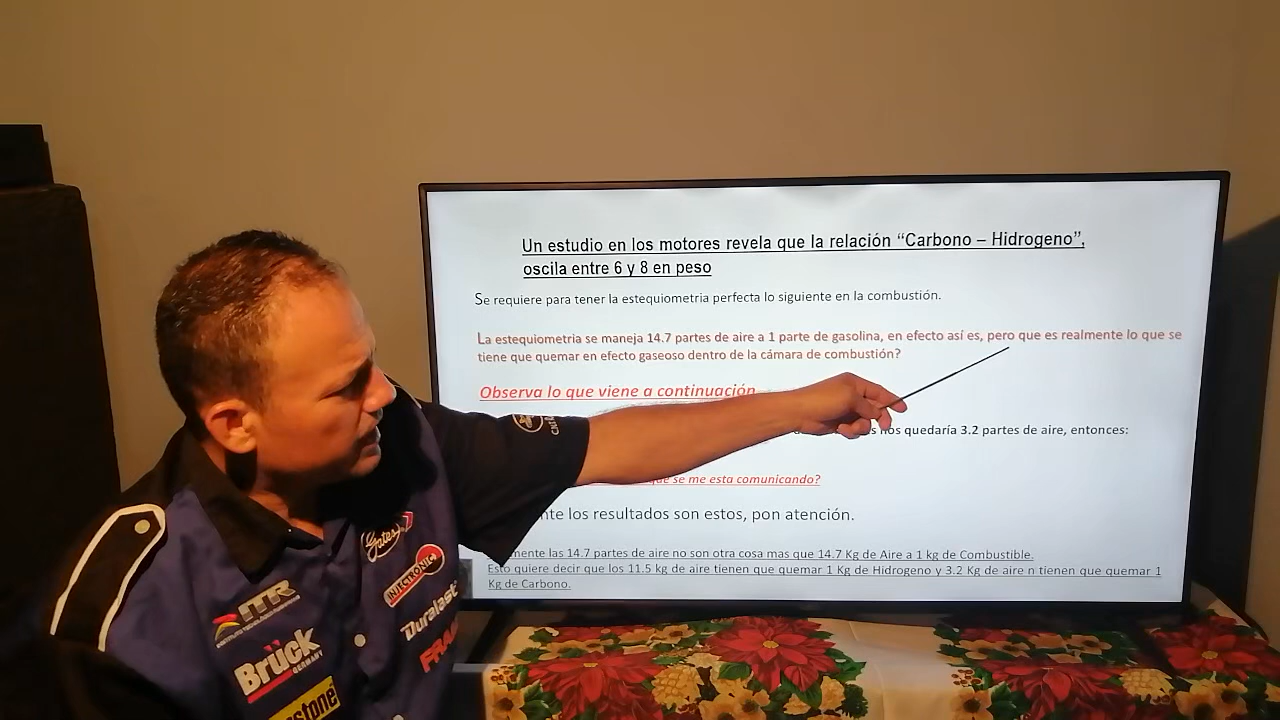 Un estudio en los motores revela que la relación “Carbono – Hidrogeno”,
oscila entre 6 y 8 en peso
Se requiere para tener la estequiometria perfecta lo siguiente en la combustión.
La estequiometria se maneja 14.7 partes de aire a 1 parte de gasolina, en efecto así es, pero que es realmente lo que se
tiene que quemar en efecto gaseoso dentro de la cámara de combustión?
Observa lo que viene a continuación
quedaría 3.2 partes de aire, entonces:
que se me esta comunicando?
los resultados son estos, pon atención.
las 14.7 partes de aire no son otra cosa mas que 14.7 Kg de Aire a 1 kg de Combustible.
Esto quiere decir que los 11.5 kg de aire tienen que quemar 1 Kg de Hidrogeno y 3.2 Kg de aire n tienen que quemar 1
Kg de Carbono.
Gates
INJECTRONIC
Duralast
ITR
Brück
GERMANY